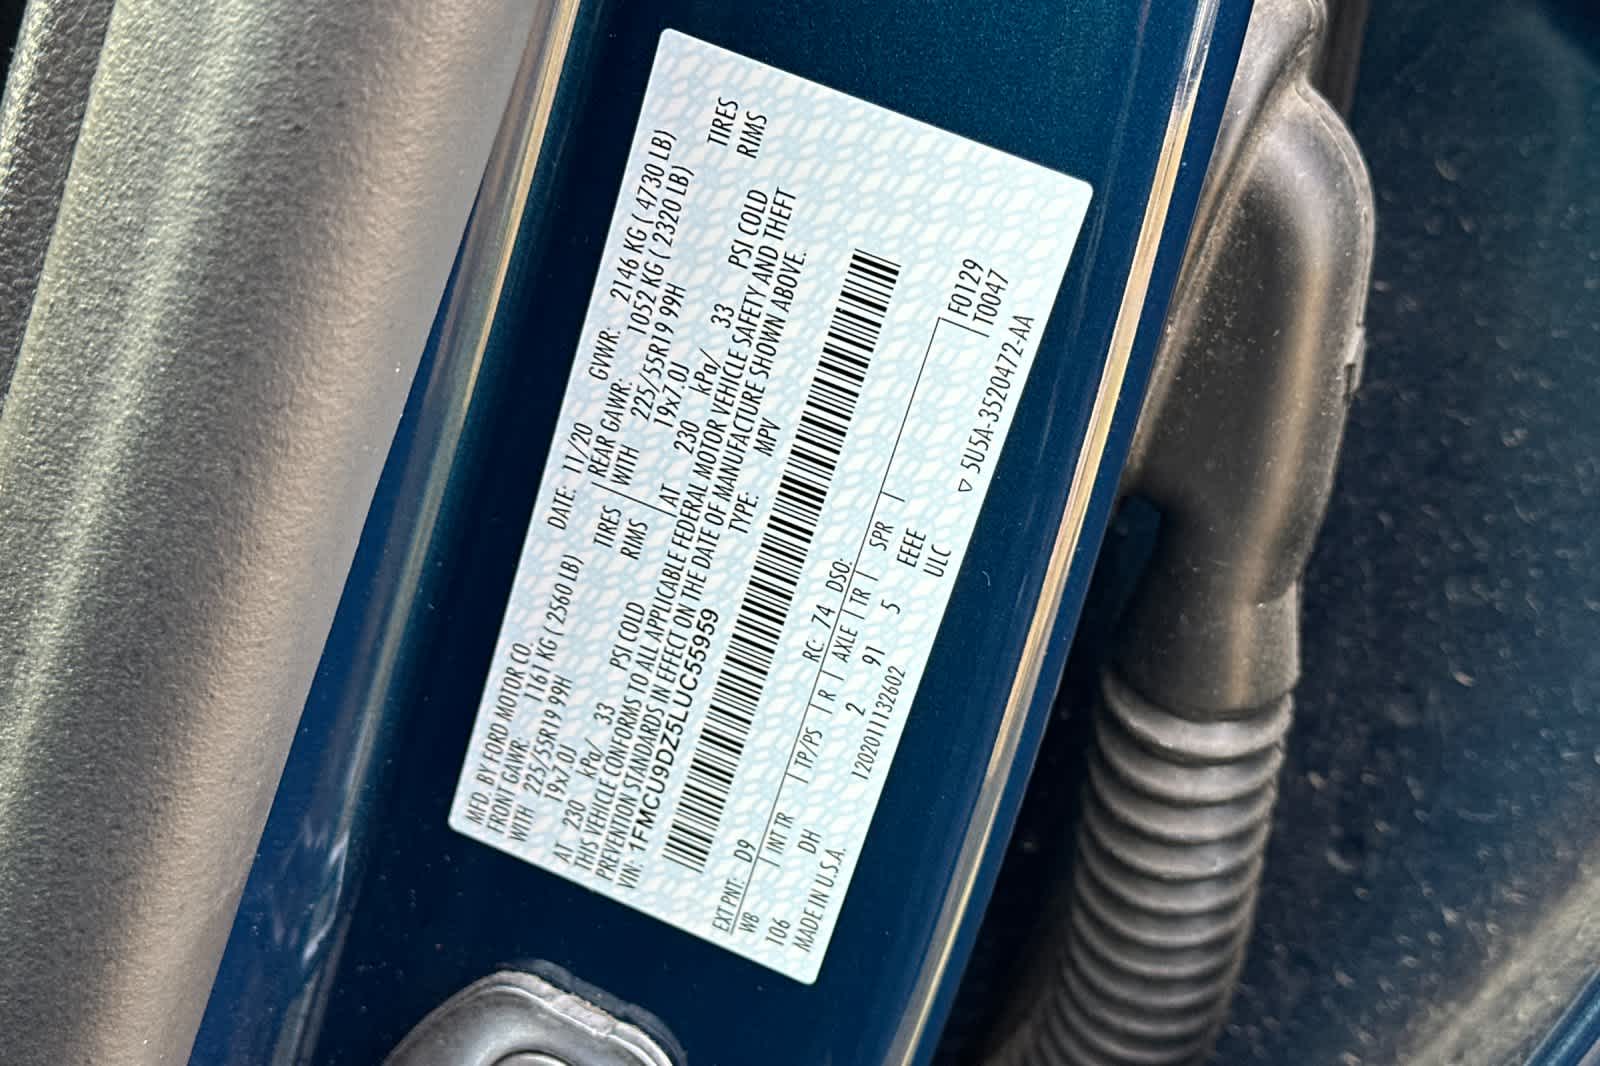 MFD. BY FORD MOTOR CO.
DATE: 11/20 GVWR: 2146 KG ( 4730 LB)
FRONT GAWR: 1161 KG ( 2560 LB) REAR GAWR: 1052 KG ( 2320 LB)
WITH 225/55R19 99H TIRES WITH 225/55R19 99H TIRES
19x7.0J RIMS 19x7.0J RIMS
AT 230 kPa/ 33 PSI COLD AT 230 kPa/ 33 PSI COLD
THIS VEHICLE CONFORMS TO ALL APPLICABLE FEDERAL MOTOR VEHICLE SAFETY AND THEFT
PREVENTION STANDARDS IN EFFECT ON THE DATE OF MANUFACTURE SHOWN ABOVE.
VIN: 1FMCU9DZ5LUC55959 TYPE: MPV
EXT PNT: D9 RC: 74 DSO: F0129
WB INT TR TP/PS R AXLE TR SPR T0047
106 DH 2 91 5 EEEE
MADE IN U.S.A. 120201132602 ULC
▽ 5U5A-3520472-AA